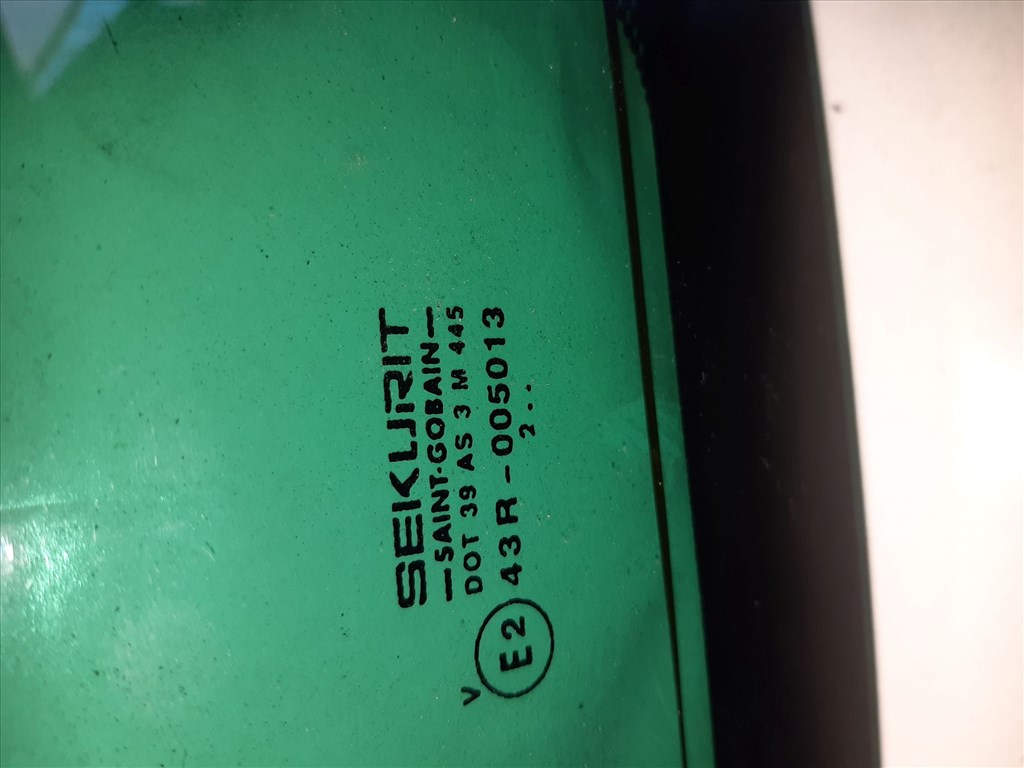 SEKURIT
—SAINT-GOBAIN—
DOT 39 AS 3 M 445
E2 43R-005013
V 2..